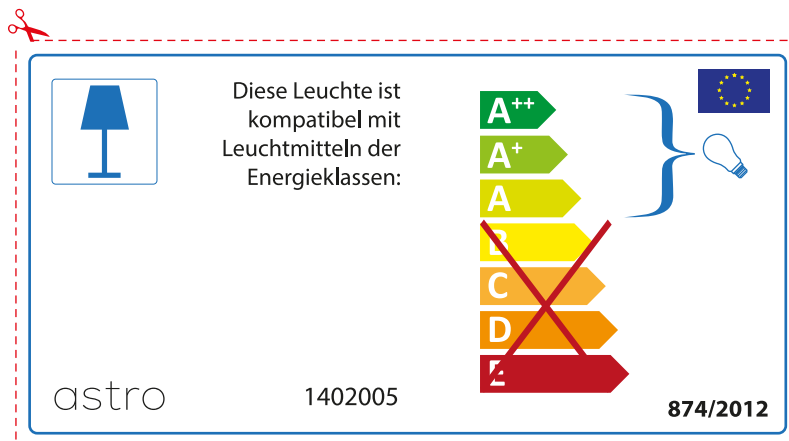 Diese Leuchte ist
kompatibel mit
Leuchtmitteln der
Energieklassen:
A++
A+
A
B
C
D
E
astro
1402005
874/2012